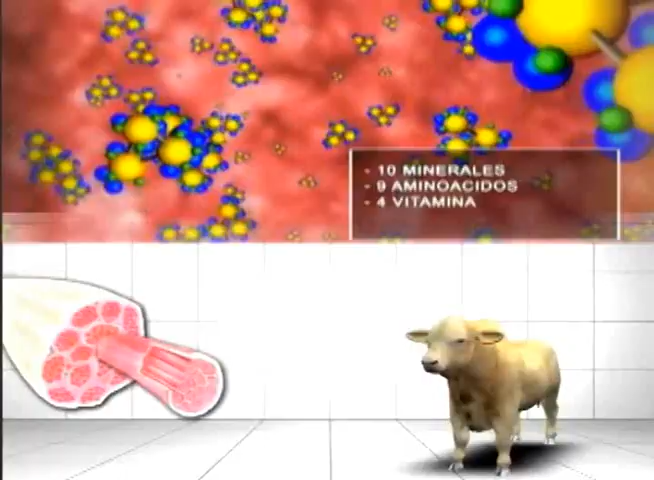 - 10 MINERALES
- 9 AMINOACIDOS
- 4 VITAMINA